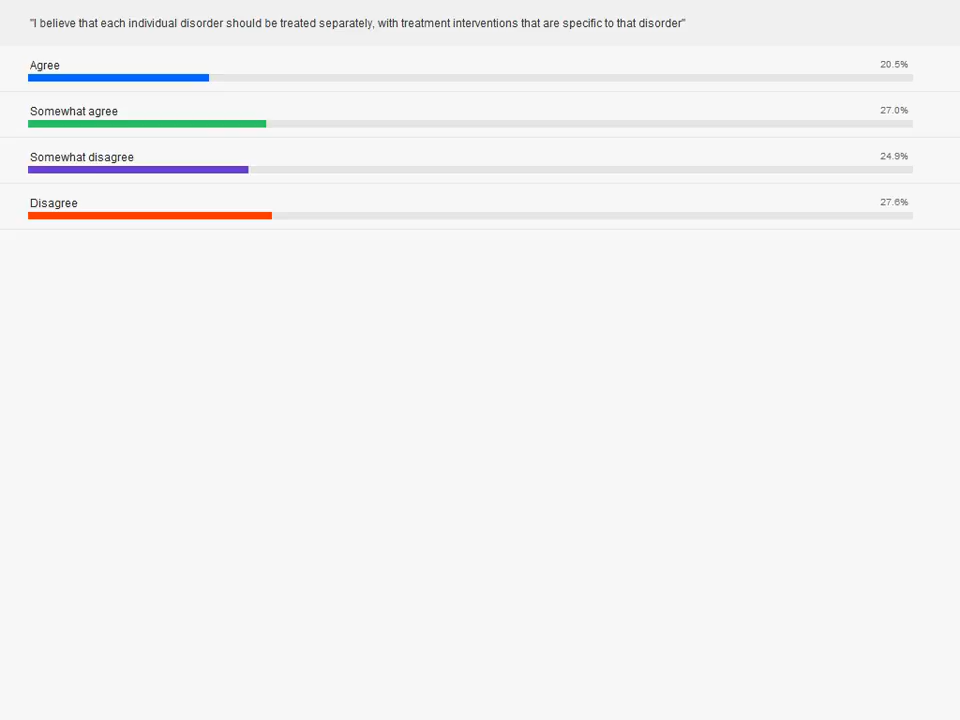 "I believe that each individual disorder should be treated separately, with treatment interventions that are specific to that disorder"
Agree 20.5%
Somewhat agree 27.0%
Somewhat disagree 24.9%
Disagree 27.6%